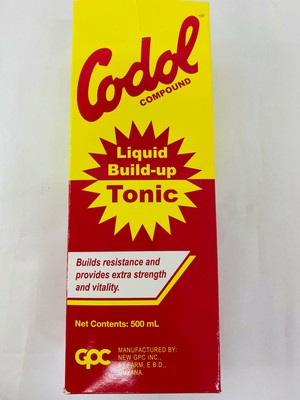 Codol
COMPOUND
Liquid
Build-up
Tonic
Builds resistance and
provides extra strength
and vitality.
Net Contents: 500 mL
GPC
MANUFACTURED BY:
NEW GPC INC.,
FARM, E.B.D.,
GUYANA.